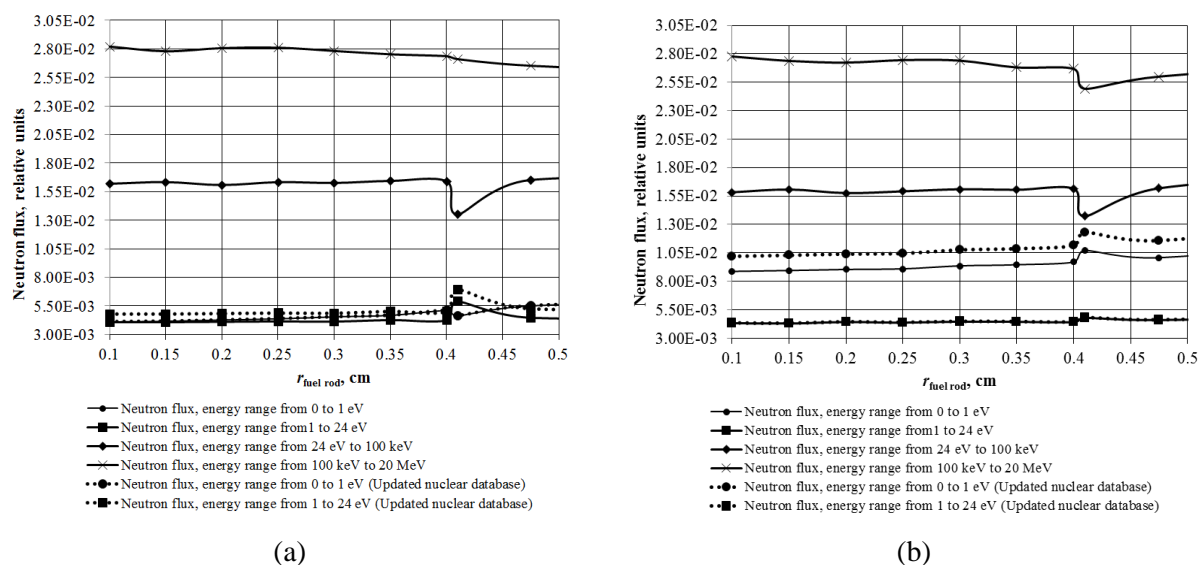 Neutron flux, relative units
3.05E-02
2.80E-02
2.55E-02
2.30E-02
2.05E-02
1.80E-02
1.55E-02
1.30E-02
1.05E-02
8.00E-03
5.50E-03
3.00E-03
0.1 0.15 0.2 0.25 0.3 0.35 0.4 0.45 0.5
r fuel rod, cm
Neutron flux, energy range from 0 to 1 eV
Neutron flux, energy range from1 to 24 eV
Neutron flux, energy range from 24 eV to 100 keV
Neutron flux, energy range from 100 keV to 20 MeV
Neutron flux, energy range from 0 to 1 eV (Updated nuclear database)
Neutron flux, energy range from 1 to 24 eV (Updated nuclear database)
(a)
Neutron flux, relative units
3.05E-02
2.80E-02
2.55E-02
2.30E-02
2.05E-02
1.80E-02
1.55E-02
1.30E-02
1.05E-02
8.00E-03
5.50E-03
3.00E-03
0.1 0.15 0.2 0.25 0.3 0.35 0.4 0.45 0.5
r fuel rod, cm
Neutron flux, energy range from 0 to 1 eV
Neutron flux, energy range from1 to 24 eV
Neutron flux, energy range from 24 eV to 100 keV
Neutron flux, energy range from 100 keV to 20 MeV
Neutron flux, energy range from 0 to 1 eV (Updated nuclear database)
Neutron flux, energy range from 1 to 24 eV (Updated nuclear database)
(b)